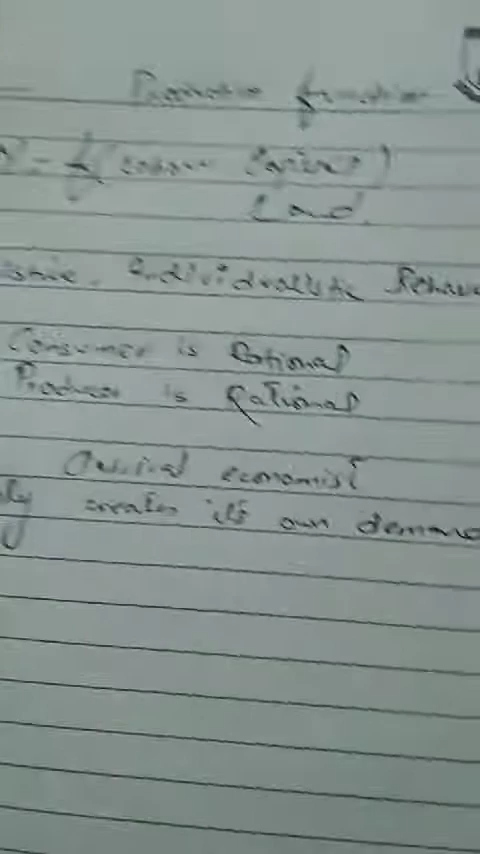 Production function
= f(Labour Capital)
Land.
Individualistic Behav
Consumer is Rational
Producer is Rational
Classical economist
ly creates its own demand